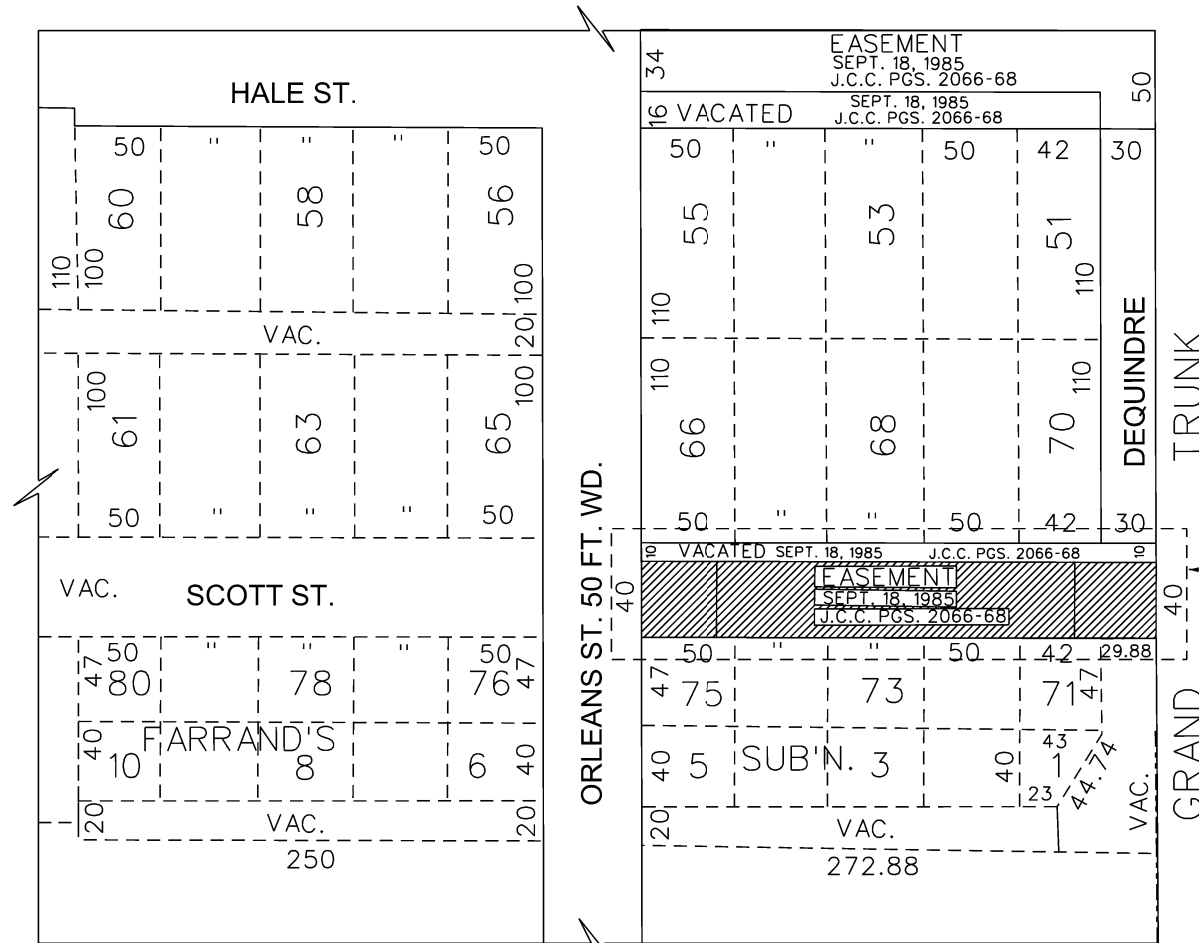 EASEMENT
SEPT. 18, 1985
J.C.C. PGS. 2066-68
34
50
HALE ST.
16 VACATED
SEPT. 18, 1985
J.C.C. PGS. 2066-68
50 " " " 50
50 " " 50 42 30
60 58 56
55 53 51
110 100 100
110 110
VAC.
20
100 100
110 110
61 63 65
66 68 70
DEQUINDRE
TRUNK
50 " " " 50
50 " " 50 42 30
ORLEANS ST. 50 FT. WD.
10 VACATED SEPT. 18, 1985 J.C.C. PGS. 2066-68 10
VAC.
SCOTT ST.
40
EASEMENT
SEPT. 18, 1985
J.C.C. PGS. 2066-68
40
50 " " " 50
50 " " 50 42 29.88
47 80 78 76 47
47 75 73 71 47
FARRAND'S
SUB'N.
40 10 8 6 40
40 5 3 40 43 1 23 44.74
VAC.
GRAND
20 VAC. 20
20 VAC.
250
272.88